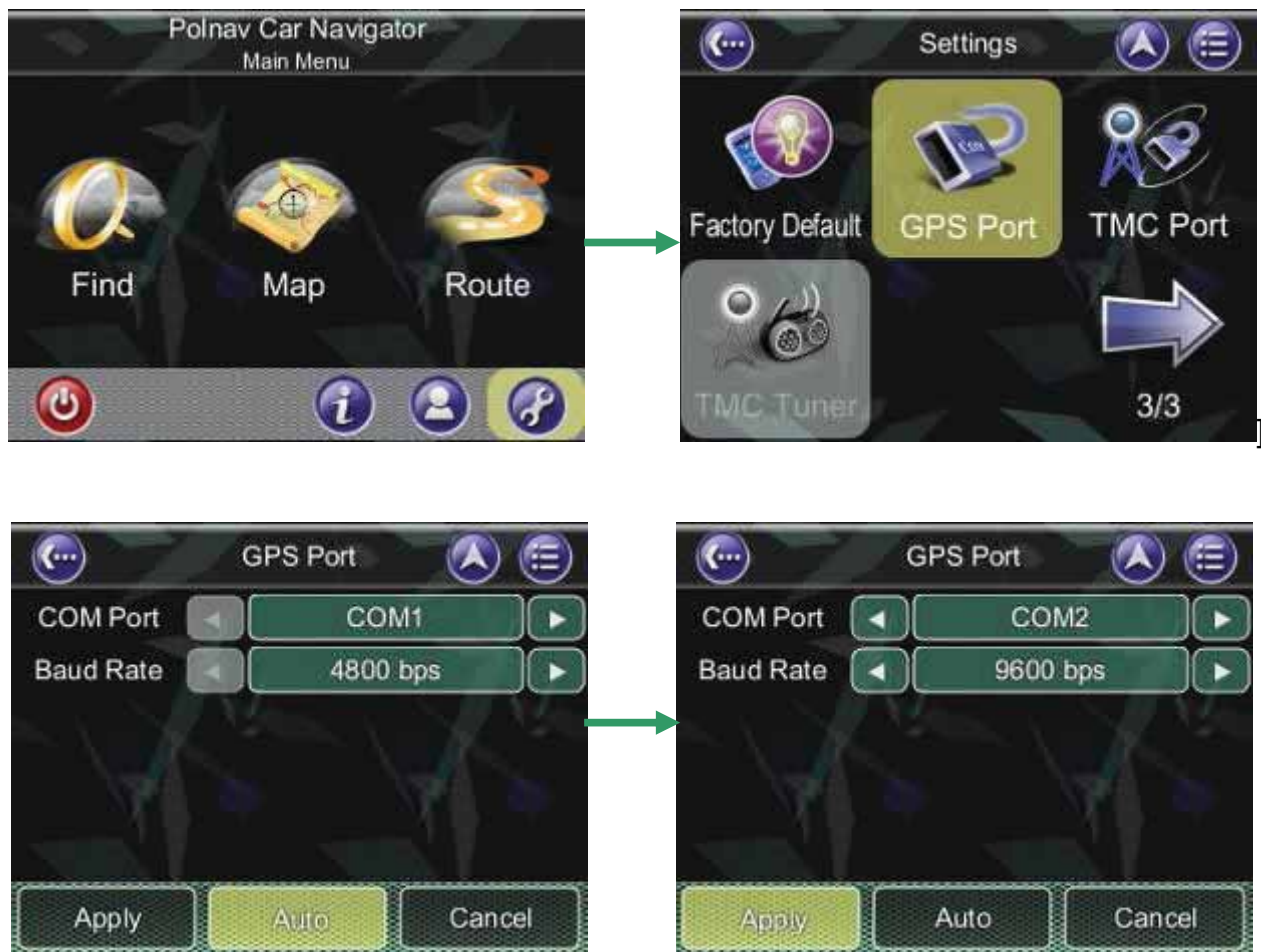 Polnav Car Navigator
Main Menu
Find Map Route
Settings
Factory Default GPS Port TMC Port
TMC Tuner 3/3
GPS Port
COM Port COM1
Baud Rate 4800 bps
Apply Auto Cancel
GPS Port
COM Port COM2
Baud Rate 9600 bps
Apply Auto Cancel